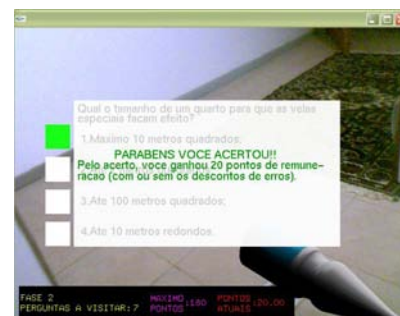 Qual o tamanho de um quarto para que as velas
especiais facam efeito?
1.Maximo 10 metros quadrados;
PARABENS VOCE ACERTOU!!
Pelo acerto, voce ganhou 20 pontos de remune-
racao (com ou sem os descontos de erros).
3.Ate 100 metros quadrados;
4.Ate 10 metros redondos.
FASE 2 MAXIMO PONTOS
PERGUNTAS A VISITAR:7 PONTOS :180 ATUAIS :20.00